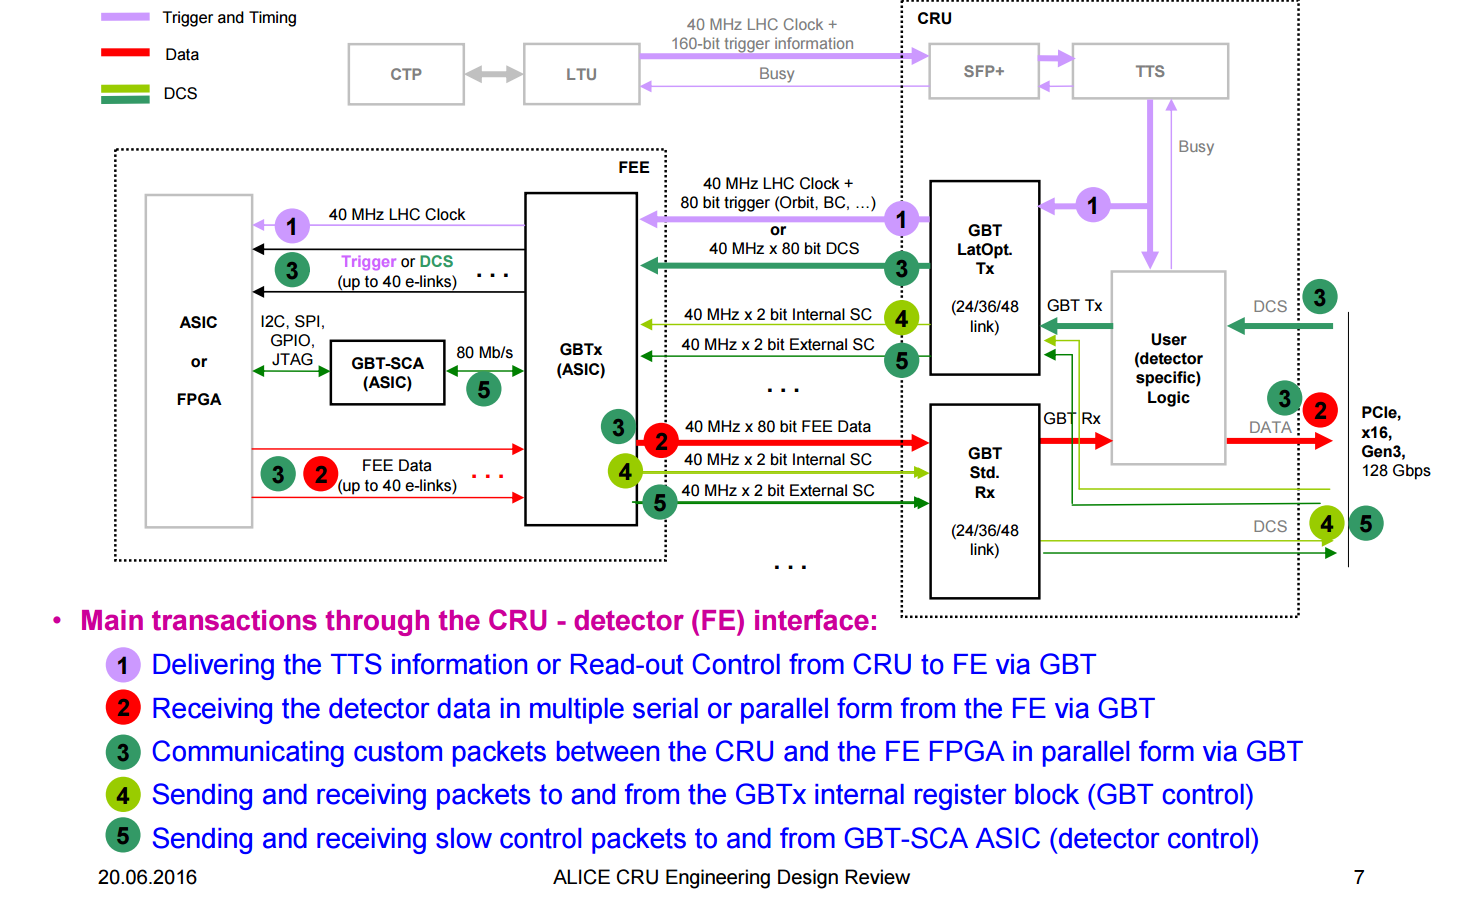 Trigger and Timing
Data
DCS
CTP
LTU
40 MHz LHC Clock +
160-bit trigger information
Busy
CRU
SFP+
TTS
Busy
FEE
ASIC
or
FPGA
40 MHz LHC Clock
1
3
Trigger or DCS
(up to 40 e-links)
. . .
I2C, SPI,
GPIO,
JTAG
GBT-SCA
(ASIC)
80 Mb/s
5
3
2
FEE Data
(up to 40 e-links)
. . .
GBTx
(ASIC)
40 MHz LHC Clock +
80 bit trigger (Orbit, BC, ...)
1
or
40 MHz x 80 bit DCS
3
40 MHz x 2 bit Internal SC
4
40 MHz x 2 bit External SC
5
. . .
3
2
40 MHz x 80 bit FEE Data
4
40 MHz x 2 bit Internal SC
5
40 MHz x 2 bit External SC
. . .
1
GBT
LatOpt.
Tx
(24/36/48
link)
GBT Tx
GBT
Std.
Rx
(24/36/48
link)
GBT Rx
User
(detector
specific)
Logic
DCS
3
3
2
DATA
DCS
4
5
PCIe,
x16,
Gen3,
128 Gbps
• Main transactions through the CRU - detector (FE) interface:
1 Delivering the TTS information or Read-out Control from CRU to FE via GBT
2 Receiving the detector data in multiple serial or parallel form from the FE via GBT
3 Communicating custom packets between the CRU and the FE FPGA in parallel form via GBT
4 Sending and receiving packets to and from the GBTx internal register block (GBT control)
5 Sending and receiving slow control packets to and from GBT-SCA ASIC (detector control)
20.06.2016
ALICE CRU Engineering Design Review
7